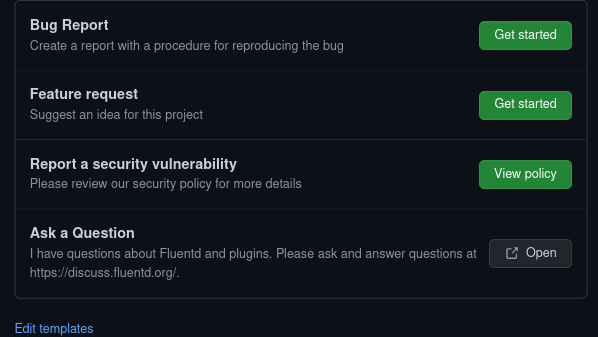 Bug Report
Create a report with a procedure for reproducing the bug
Get started
Feature request
Suggest an idea for this project
Get started
Report a security vulnerability
Please review our security policy for more details
View policy
Ask a Question
I have questions about Fluentd and plugins. Please ask and answer questions at
https://discuss.fluentd.org/.
Open
Edit templates